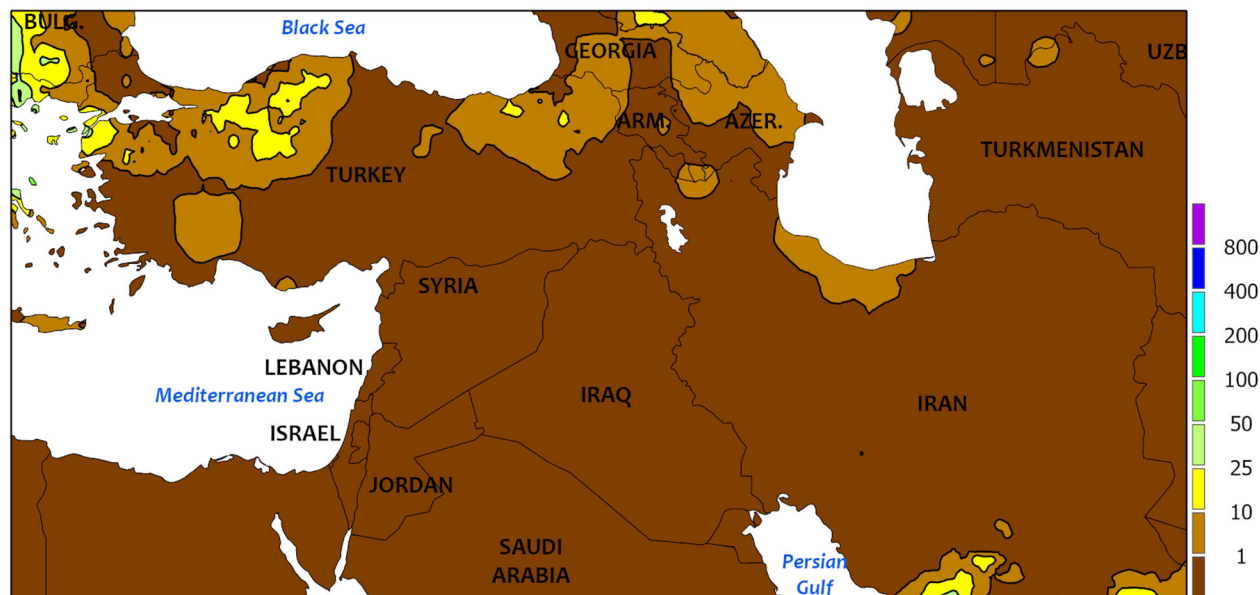 BULG.
Black Sea
GEORGIA
UZB
ARM.
AZER.
TURKMENISTAN
TURKEY
SYRIA
LEBANON
Mediterranean Sea
IRAQ
IRAN
ISRAEL
JORDAN
SAUDI
ARABIA
Persian
Gulf
800
400
200
100
50
25
10
1